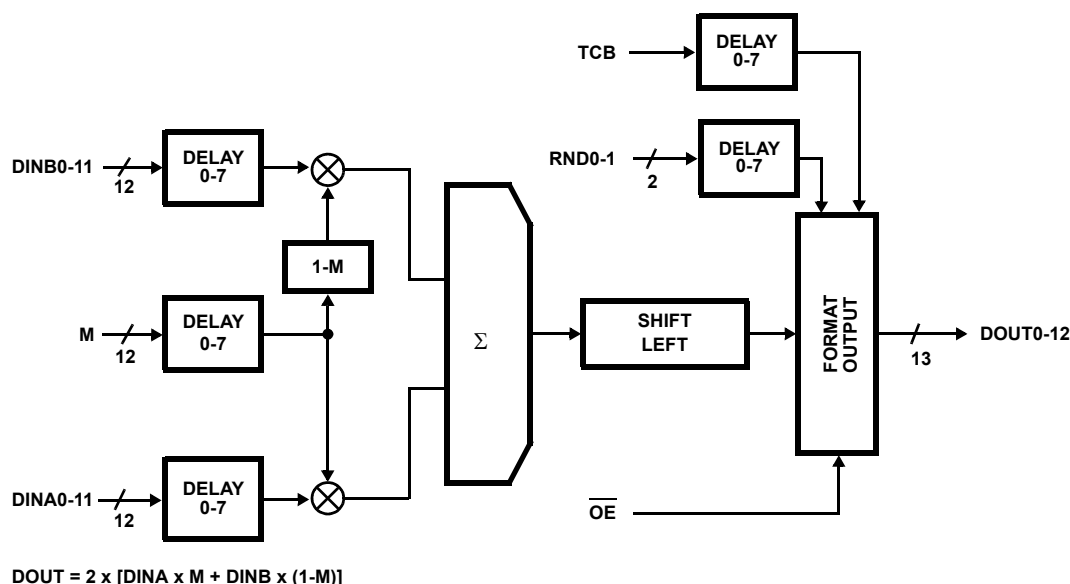 TCB
DELAY
0-7
RND0-1
2
DELAY
0-7
DINB0-11
12
DELAY
0-7
1-M
M
12
DELAY
0-7
Σ
SHIFT
LEFT
FORMAT
OUTPUT
13
DOUT0-12
DINA0-11
12
DELAY
0-7
OE
DOUT = 2 x [DINA x M + DINB x (1-M)]